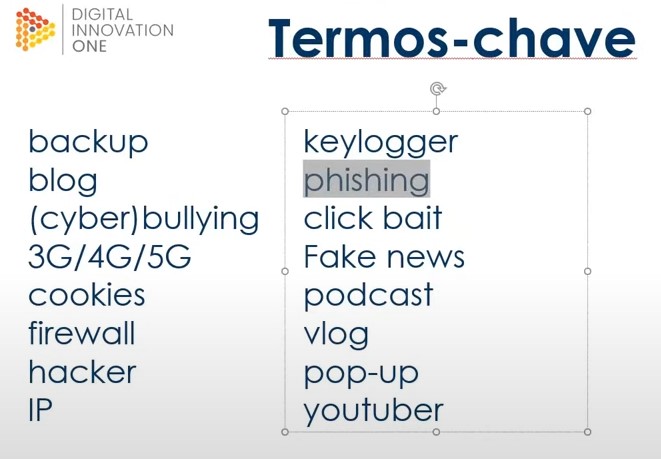 DIGITAL
INNOVATION
ONE
Termos-chave
backup
blog
(cyber)bullying
3G/4G/5G
cookies
firewall
hacker
IP
keylogger
phishing
click bait
Fake news
podcast
vlog
pop-up
youtuber